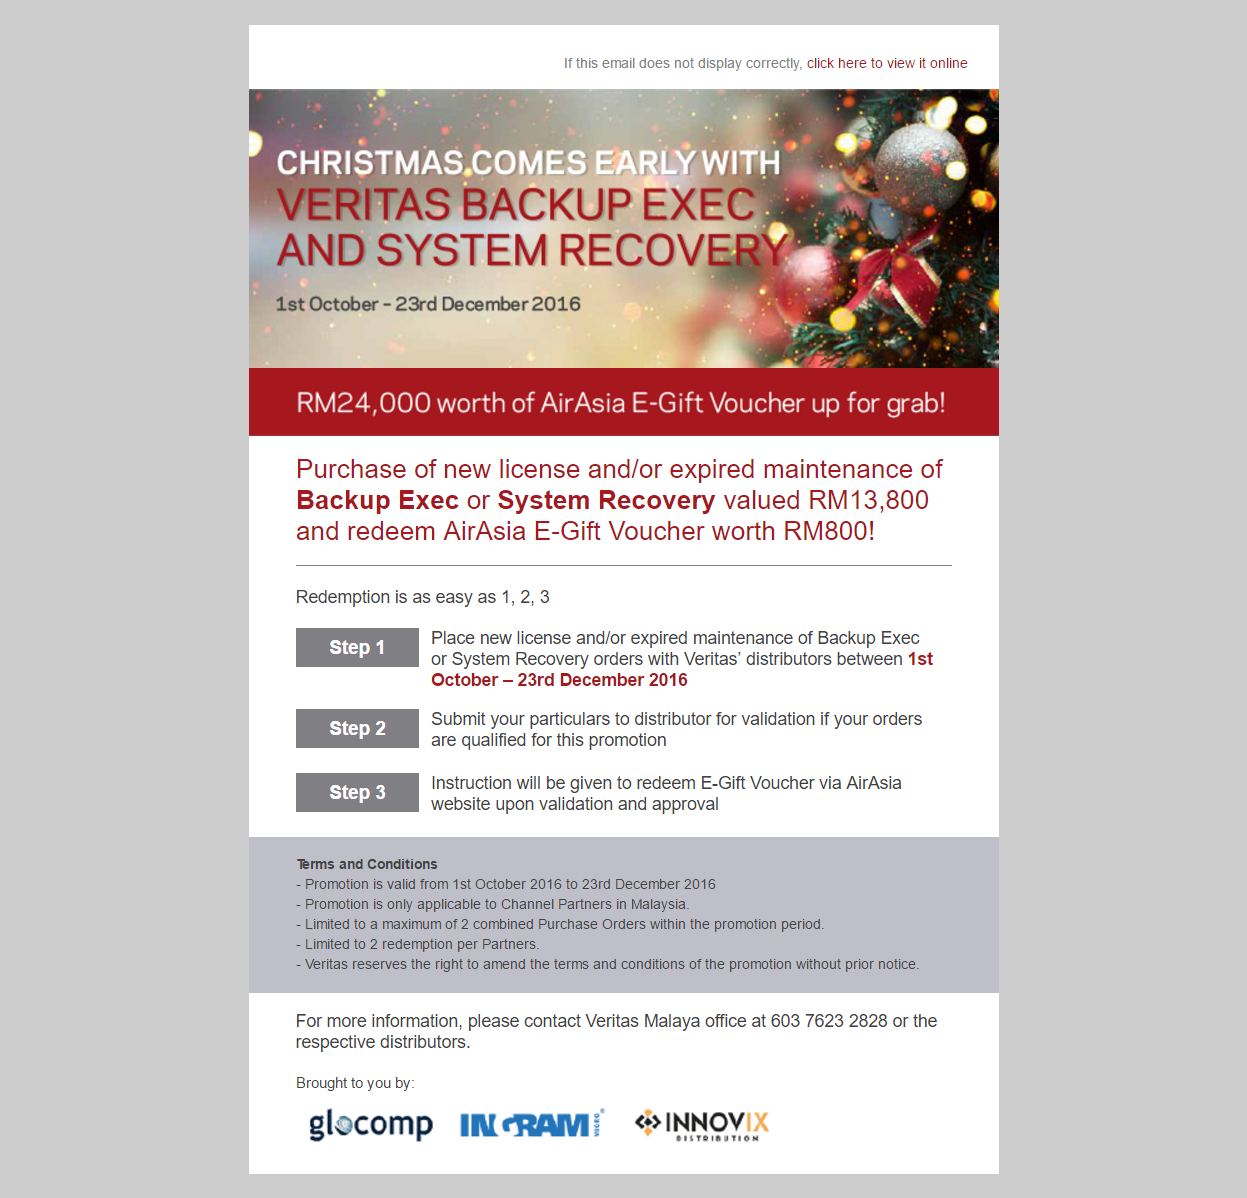 If this email does not display correctly, click here to view it online
CHRISTMAS COMES EARLY WITH
VERITAS BACKUP EXEC
AND SYSTEM RECOVERY
1st October – 23rd December 2016
RM24,000 worth of AirAsia E-Gift Voucher up for grab!
Purchase of new license and/or expired maintenance of
Backup Exec or System Recovery valued RM13,800
and redeem AirAsia E-Gift Voucher worth RM800!
Redemption is as easy as 1, 2, 3
Step 1
Place new license and/or expired maintenance of Backup Exec
or System Recovery orders with Veritas’ distributors between 1st
October – 23rd December 2016
Step 2
Submit your particulars to distributor for validation if your orders
are qualified for this promotion
Step 3
Instruction will be given to redeem E-Gift Voucher via AirAsia
website upon validation and approval
Terms and Conditions
- Promotion is valid from 1st October 2016 to 23rd December 2016
- Promotion is only applicable to Channel Partners in Malaysia.
- Limited to a maximum of 2 combined Purchase Orders within the promotion period.
- Limited to 2 redemption per Partners.
- Veritas reserves the right to amend the terms and conditions of the promotion without prior notice.
For more information, please contact Veritas Malaya office at 603 7623 2828 or the
respective distributors.
Brought to you by:
glocomp
INGRAM MICRO®
INNOVIX
DISTRIBUTION